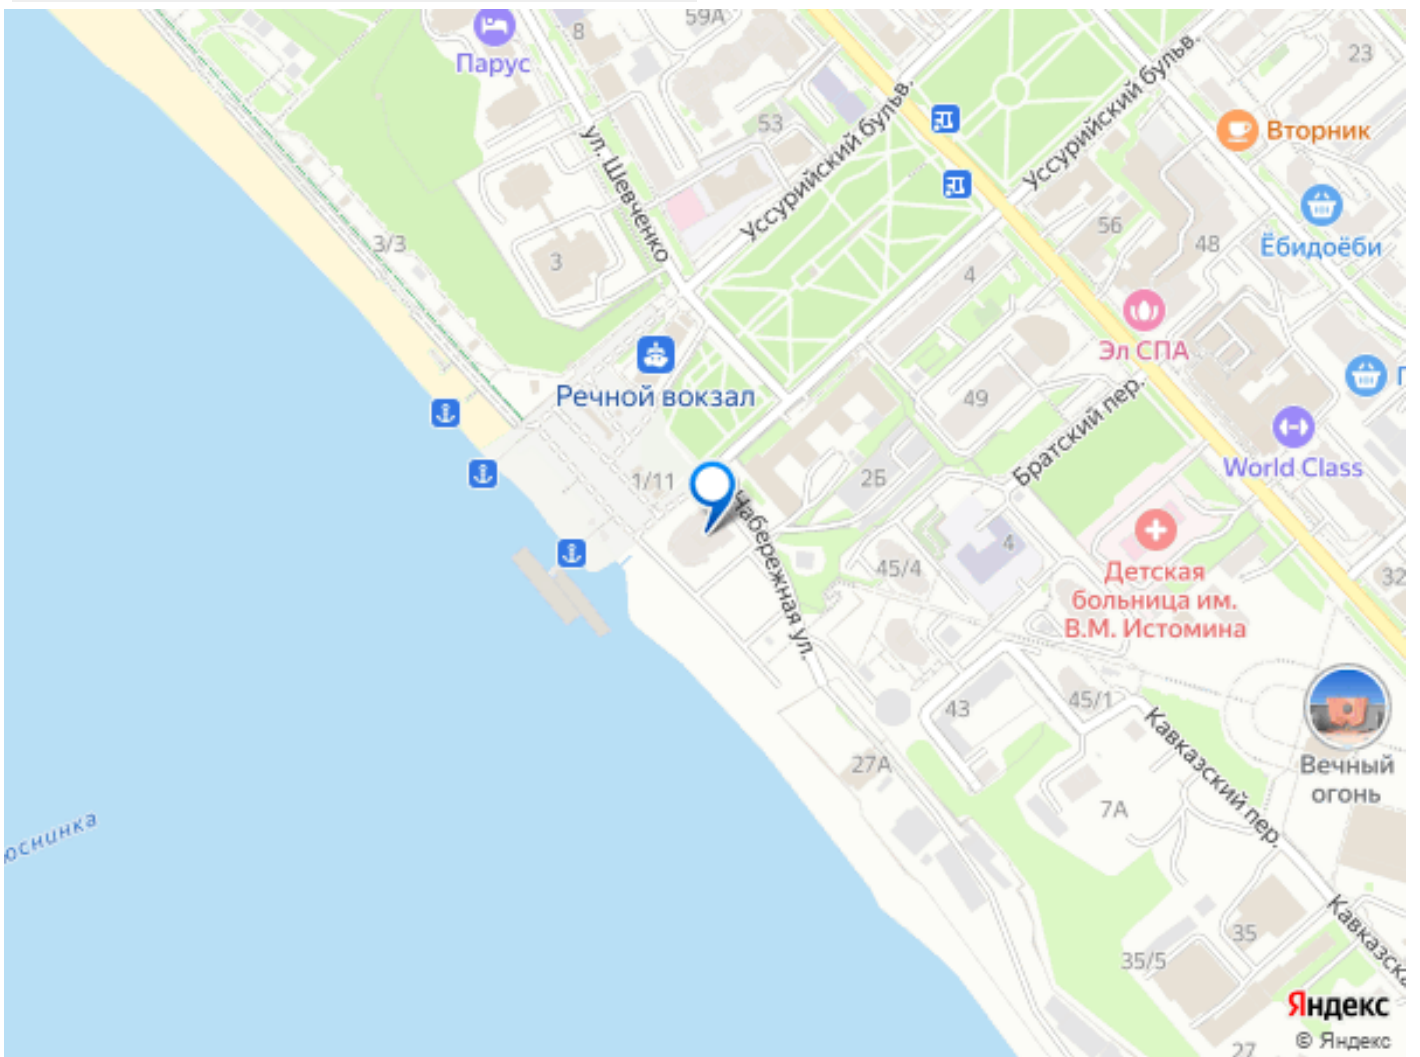 59А
8
Парус
23
53
Вторник
ул. Шевченко
Уссурийский бульв.
Уссурийский бульв.
3/3
3
56
48
Ёбидоёби
4
Эл СПА
Речной вокзал
49
Братский пер.
World Class
1/11
2Б
Набережная ул.
45/4
4
Детская
больница им.
В.М. Истомина
32
43
45/1
Кавказский пер.
27А
7А
Вечный
огонь
юснинка
35
35/5
Кавказска
27
Яндекс
© Яндекс